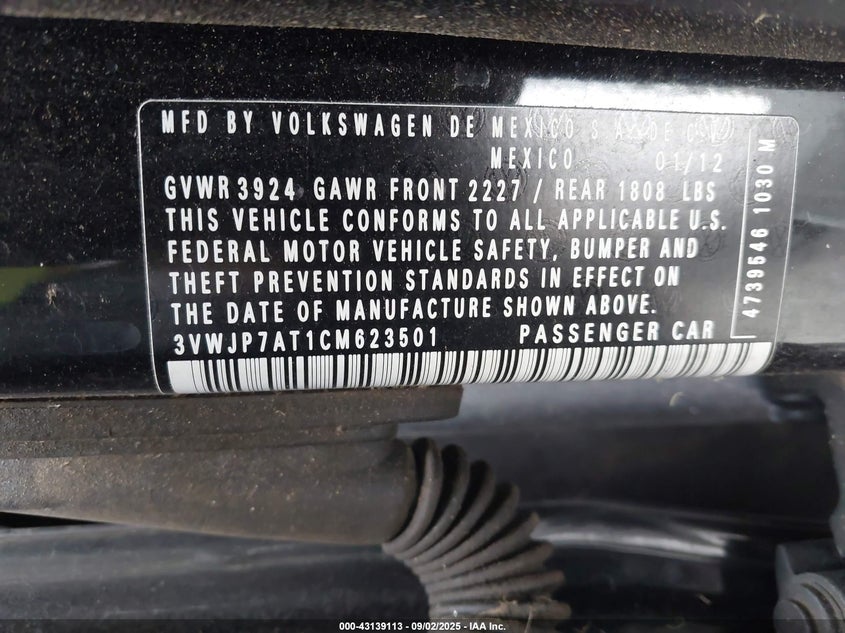 MFD BY VOLKSWAGEN DE MEXICO S.A. DE C.V.
MEXICO 01/12
GVWR 3924 GAWR FRONT 2227 / REAR 1808 LBS
THIS VEHICLE CONFORMS TO ALL APPLICABLE U.S.
FEDERAL MOTOR VEHICLE SAFETY, BUMPER AND
THEFT PREVENTION STANDARDS IN EFFECT ON
THE DATE OF MANUFACTURE SHOWN ABOVE.
3VWJP7AT1CM623501 PASSENGER CAR
4739546 1030 M
000-43139113 - 09/02/2025 - IAA Inc.